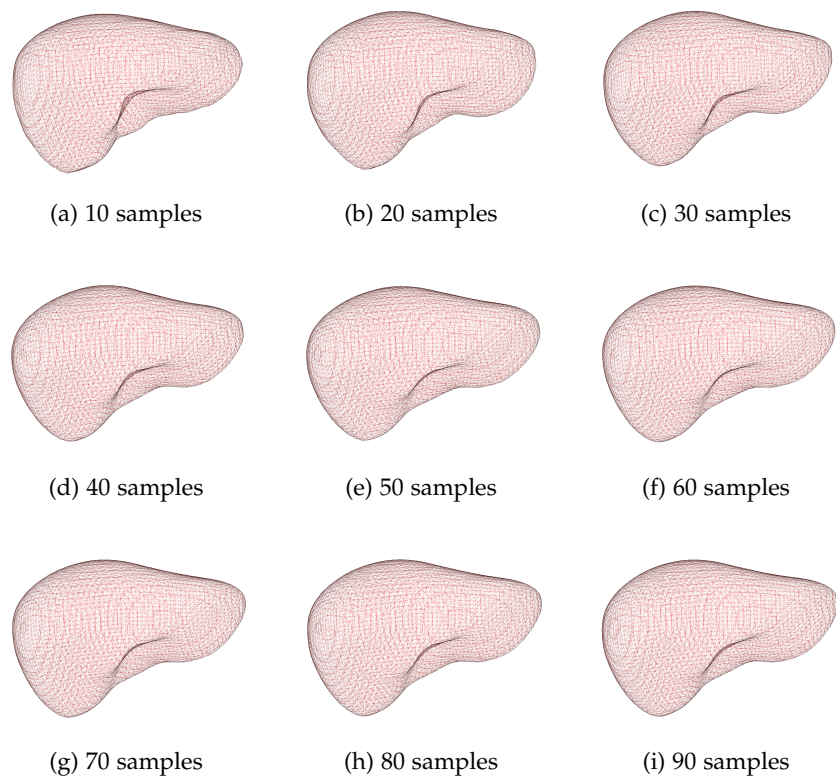 (a) 10 samples
(b) 20 samples
(c) 30 samples
(d) 40 samples
(e) 50 samples
(f) 60 samples
(g) 70 samples
(h) 80 samples
(i) 90 samples